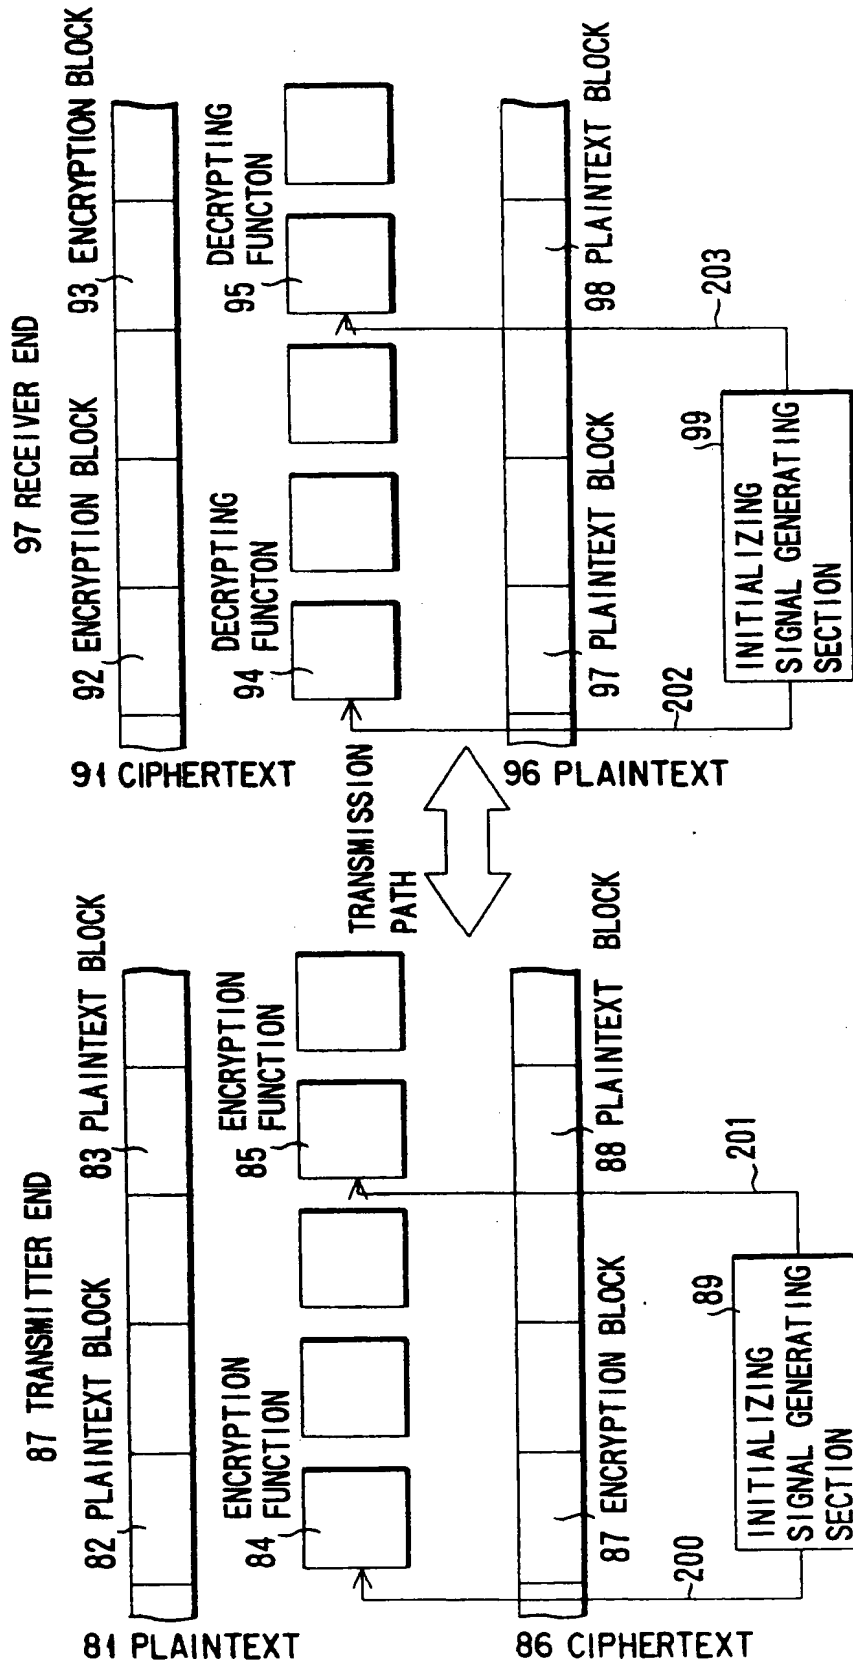 87 TRANSMITTER END
82 PLAINTEXT BLOCK
83 PLAINTEXT BLOCK
81 PLAINTEXT
ENCRYPTION
FUNCTION
84
ENCRYPTION
FUNCTION
85
86 CIPHERTEXT
87 ENCRYPTION BLOCK
88 PLAINTEXT BLOCK
200
201
89
INITIALIZING
SIGNAL GENERATING
SECTION
TRANSMISSION
PATH
97 RECEIVER END
92 ENCRYPTION BLOCK
93 ENCRYPTION BLOCK
91 CIPHERTEXT
DECRYPTING
FUNCTON
94
DECRYPTING
FUNCTON
95
96 PLAINTEXT
97 PLAINTEXT BLOCK
98 PLAINTEXT BLOCK
202
203
99
INITIALIZING
SIGNAL GENERATING
SECTION